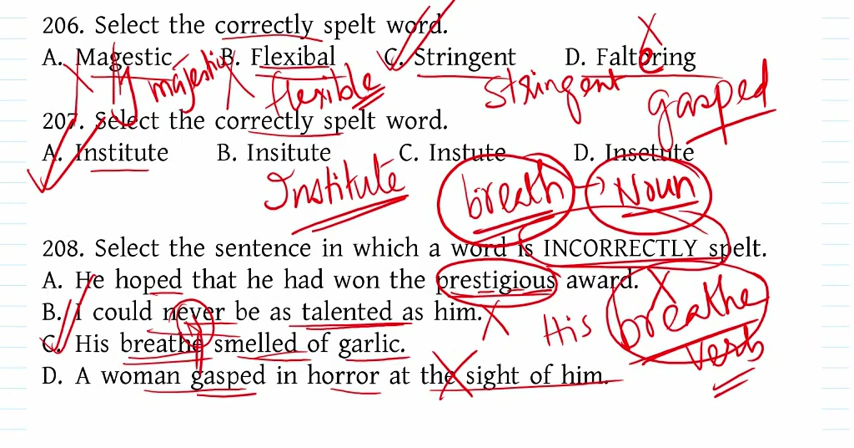 206. Select the correctly spelt word.
A. Magestic B. Flexibal C. Stringent D. Faltoring
majestic flexible Stringent e gasped
207. Select the correctly spelt word.
A. Institute B. Insitute C. Instute D. Insetute
Institute breath → Noun
208. Select the sentence in which a word is INCORRECTLY spelt.
A. He hoped that he had won the prestigious award.
B. I could never be as talented as him.
His breathe
C. His breathe smelled of garlic.
verb
D. A woman gasped in horror at the sight of him.